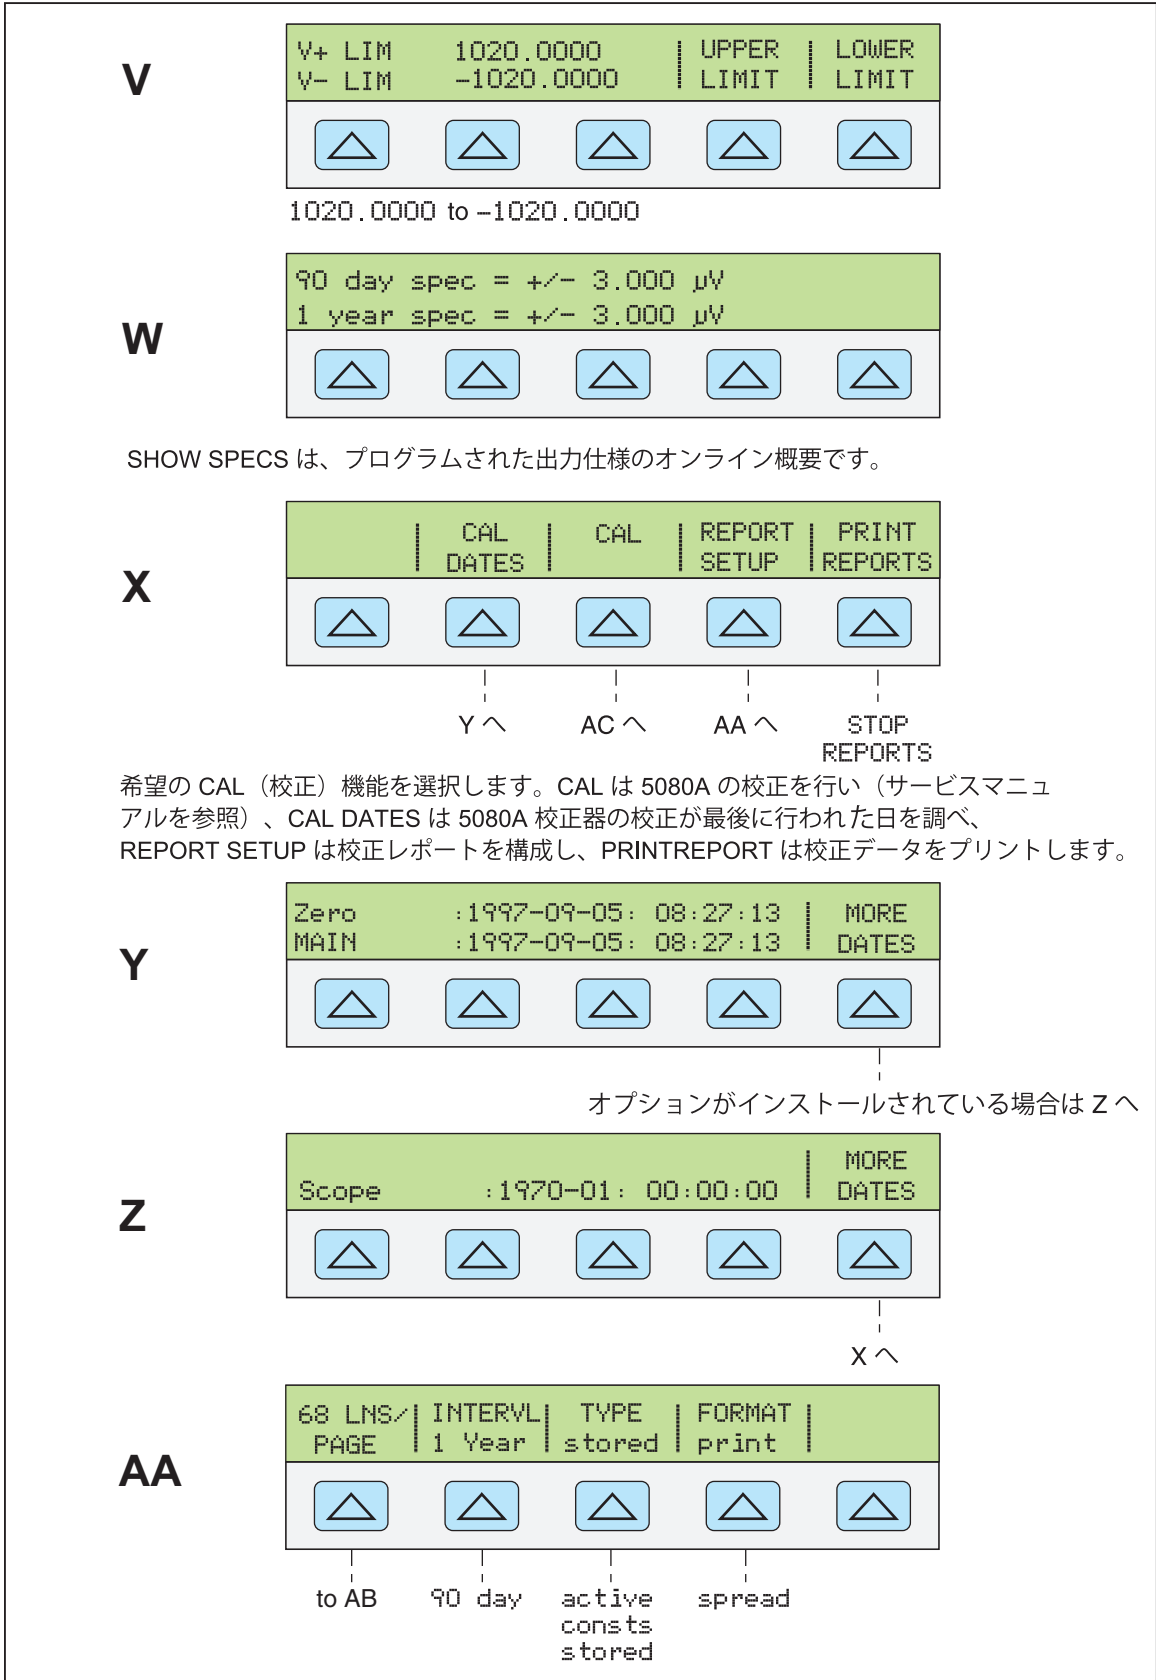 V
V+ LIM 1020.0000 UPPER LOWER
V- LIM -1020.0000 LIMIT LIMIT
1020.0000 to -1020.0000
W
90 day spec = +/- 3.000 µV
1 year spec = +/- 3.000 µV
SHOW SPECS は、プログラムされた出力仕様のオンライン概要です。
X
CAL CAL REPORT PRINT
DATES SETUP REPORTS
Y へ AC へ AA へ STOP
REPORTS
希望の CAL（校正）機能を選択します。CAL は 5080A の校正を行い（サービスマニュ
アルを参照）、CAL DATES は 5080A 校正器の校正が最後に行われた日を調べ、
REPORT SETUP は校正レポートを構成し、PRINTREPORT は校正データをプリントします。
Y
Zero :1997-09-05: 08:27:13 MORE
MAIN :1997-09-05: 08:27:13 DATES
オプションがインストールされている場合は Z へ
Z
MORE
Scope :1970-01: 00:00:00 DATES
X へ
AA
68 LNS/ INTERVL TYPE FORMAT
PAGE 1 Year stored print
to AB 90 day active spread
consts
stored